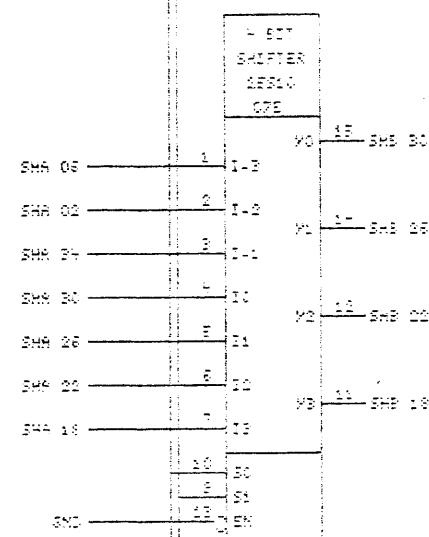 4 BIT
SHIFTER
25S10
Y0 15 SHB 30
SHA 06 1 I-3
SHA 02 2 I-2
Y1 14 SHB 26
SHA 34 3 I-1
SHA 30 4 I0
Y2 12 SHB 22
SHA 26 5 I1
SHA 22 6 I2
Y3 11 SHB 18
SHA 18 7 I3
10 S0
9 S1
GND 13 EN